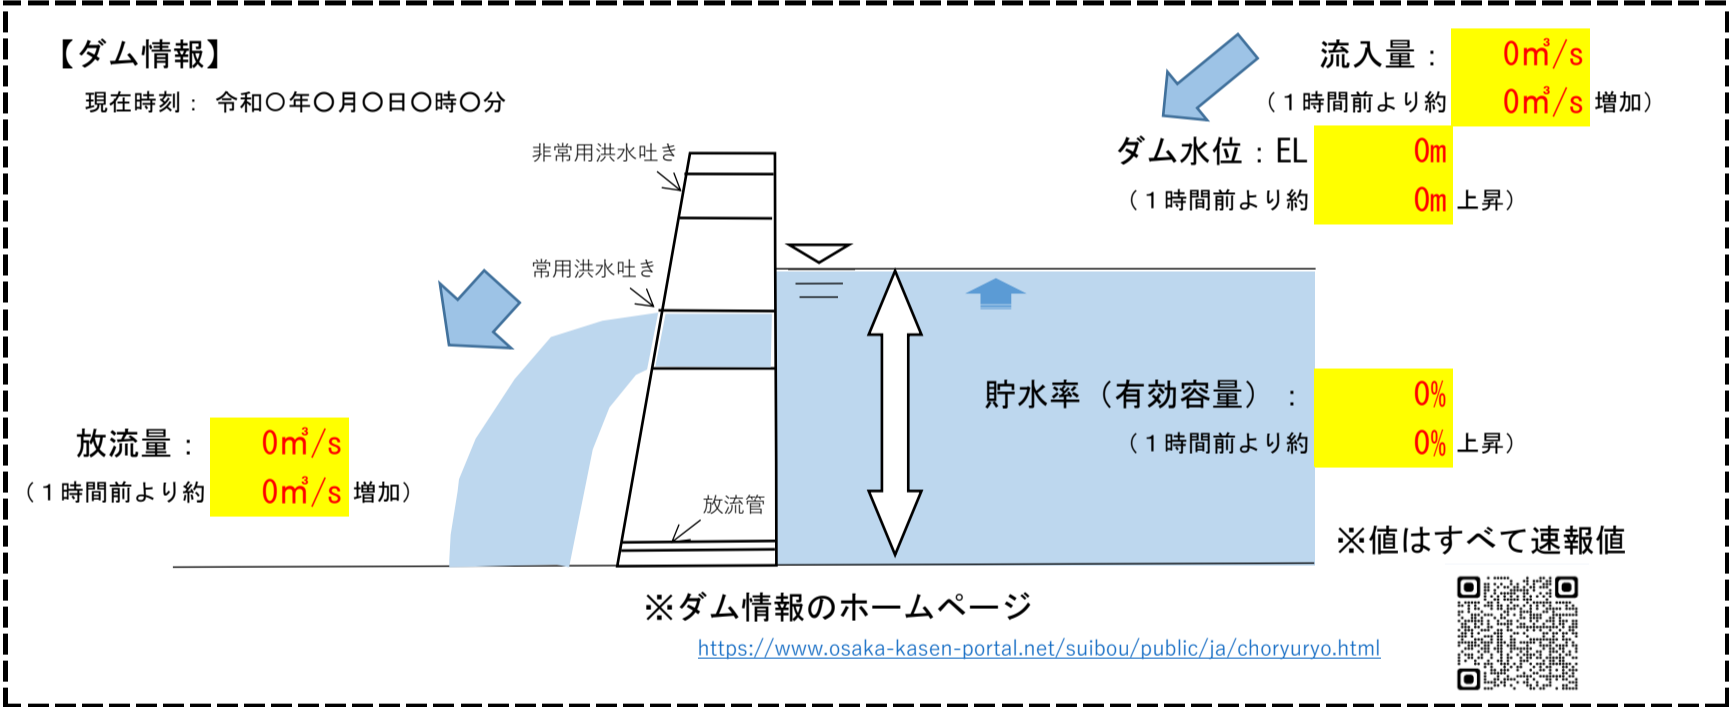 【ダム情報】
現在時刻： 令和〇年〇月〇日〇時〇分
流入量： 0㎥/s
（１時間前より約 0㎥/s 増加）
ダム水位：EL 0m
（１時間前より約 0m 上昇）
非常用洪水吐き
常用洪水吐き
貯水率（有効容量）： 0%
（１時間前より約 0% 上昇）
放流量： 0㎥/s
（１時間前より約 0㎥/s 増加）
放流管
※値はすべて速報値
※ダム情報のホームページ
https://www.osaka-kasen-portal.net/suibou/public/ja/choryuryo.html